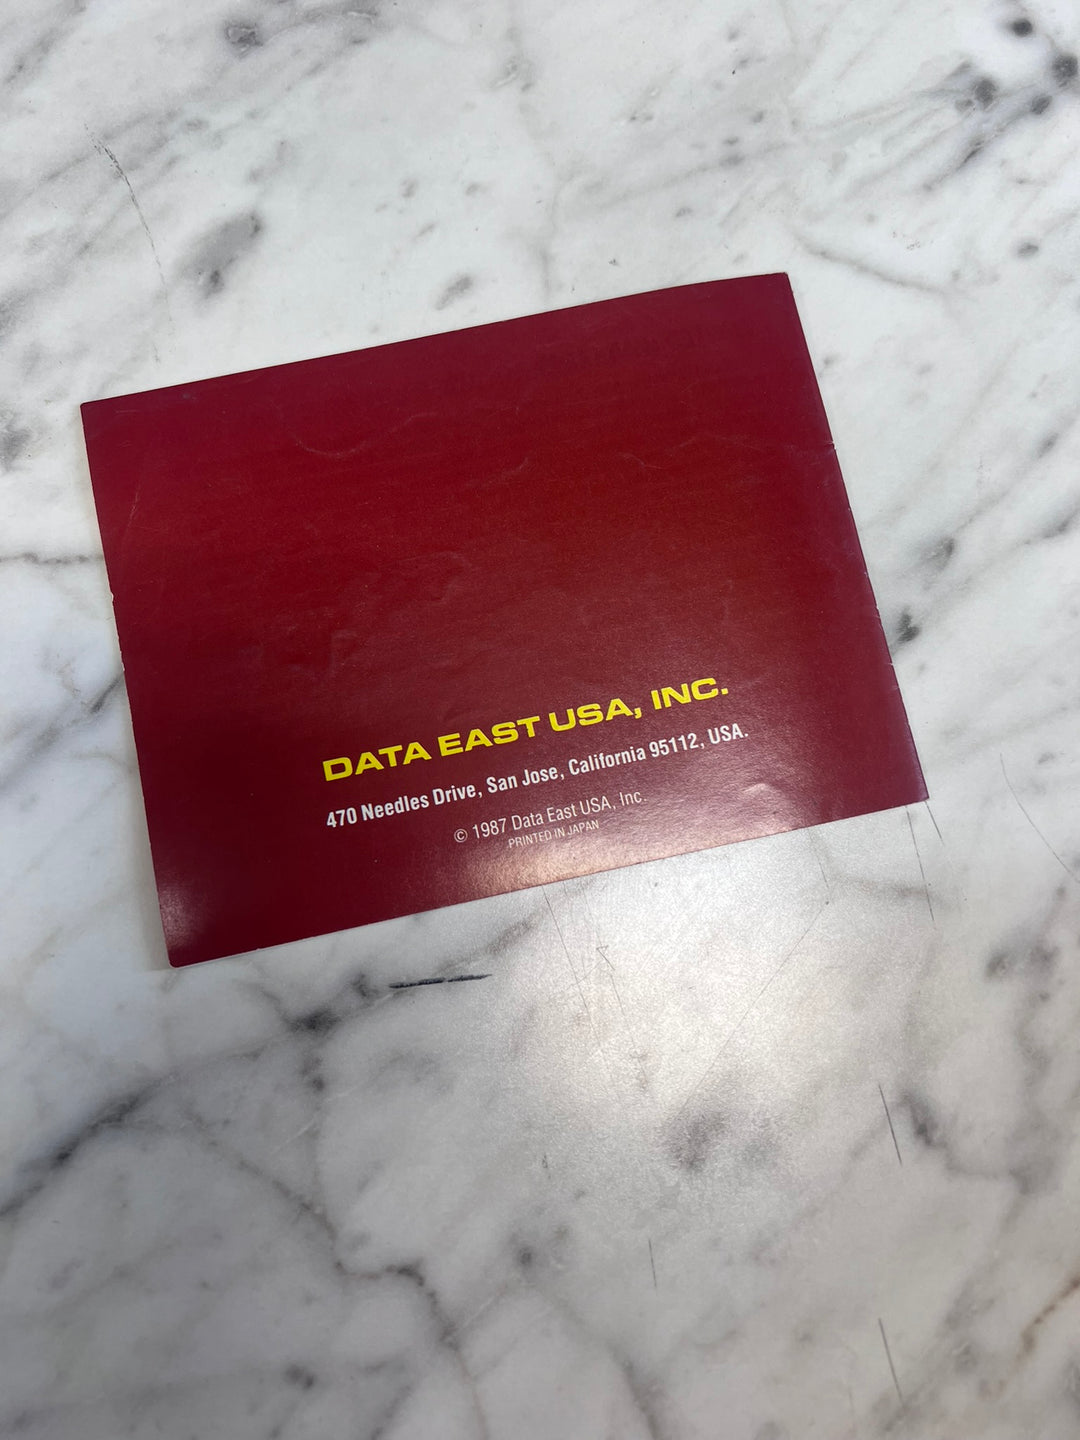 DATA EAST USA, INC.
470 Needles Drive, San Jose, California 95112, USA.
© 1987 Data East USA, Inc.
PRINTED IN JAPAN